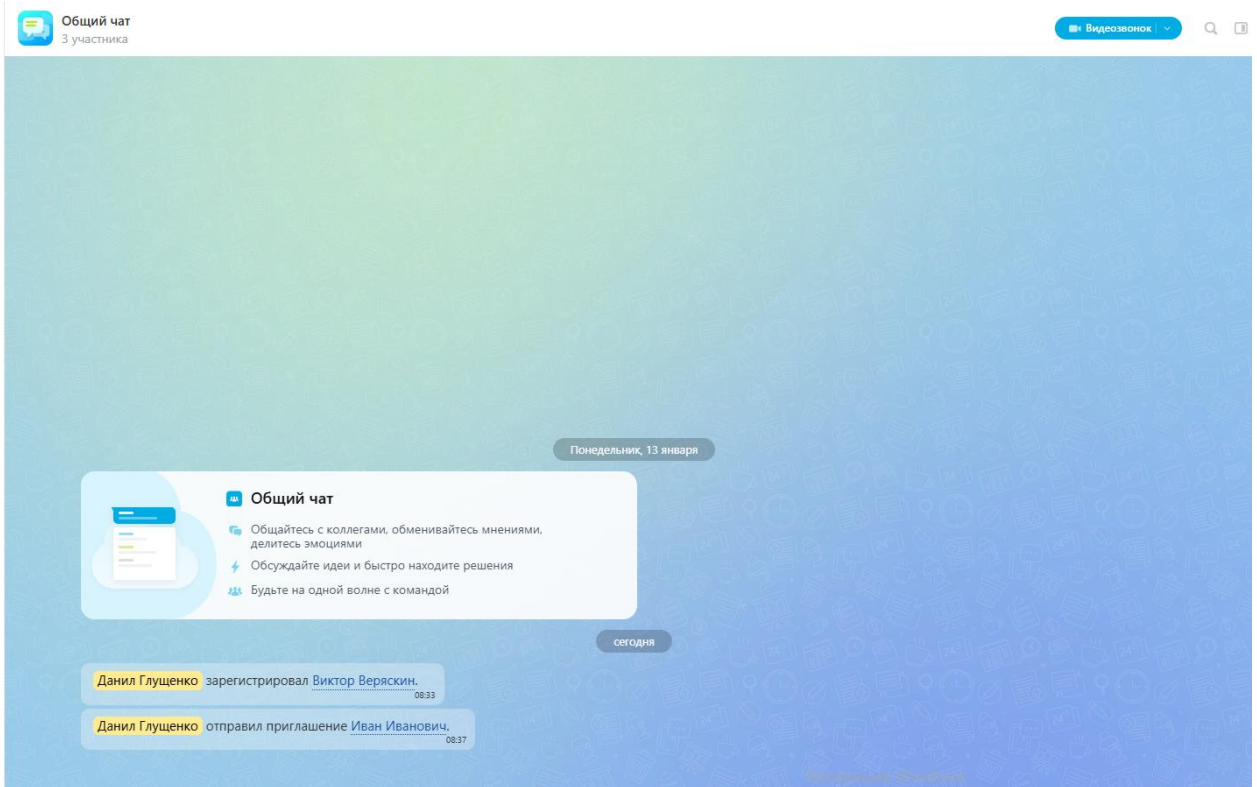 Общий чат
3 участника
Видеозвонок
Понедельник, 13 января
Общий чат
Общайтесь с коллегами, обменивайтесь мнениями,
делитесь эмоциями
Обсуждайте идеи и быстро находите решения
Будьте на одной волне с командой
сегодня
Данил Глущенко зарегистрировал Виктор Веряскин.
08:33
Данил Глущенко отправил приглашение Иван Иванович.
08:37